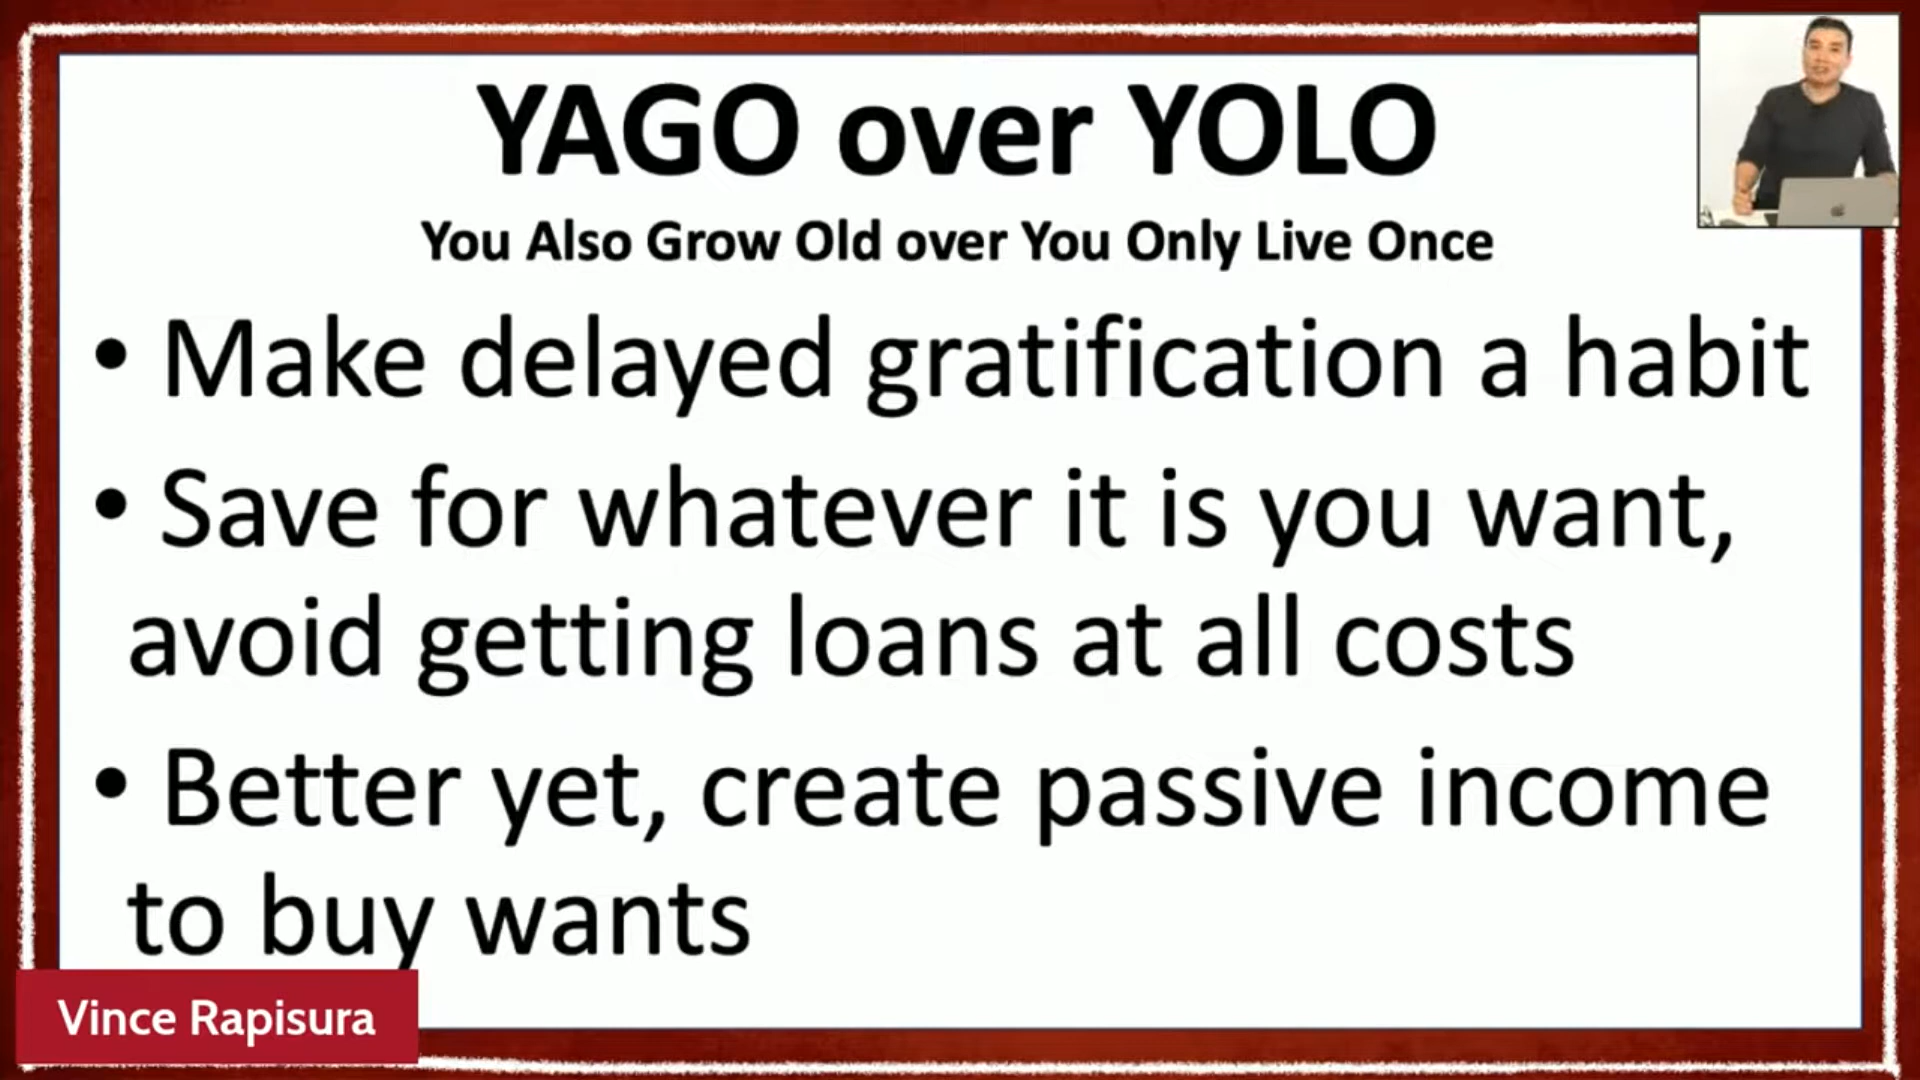 YAGO over YOLO
You Also Grow Old over You Only Live Once
• Make delayed gratification a habit
• Save for whatever it is you want,
avoid getting loans at all costs
• Better yet, create passive income
to buy wants
Vince Rapisura